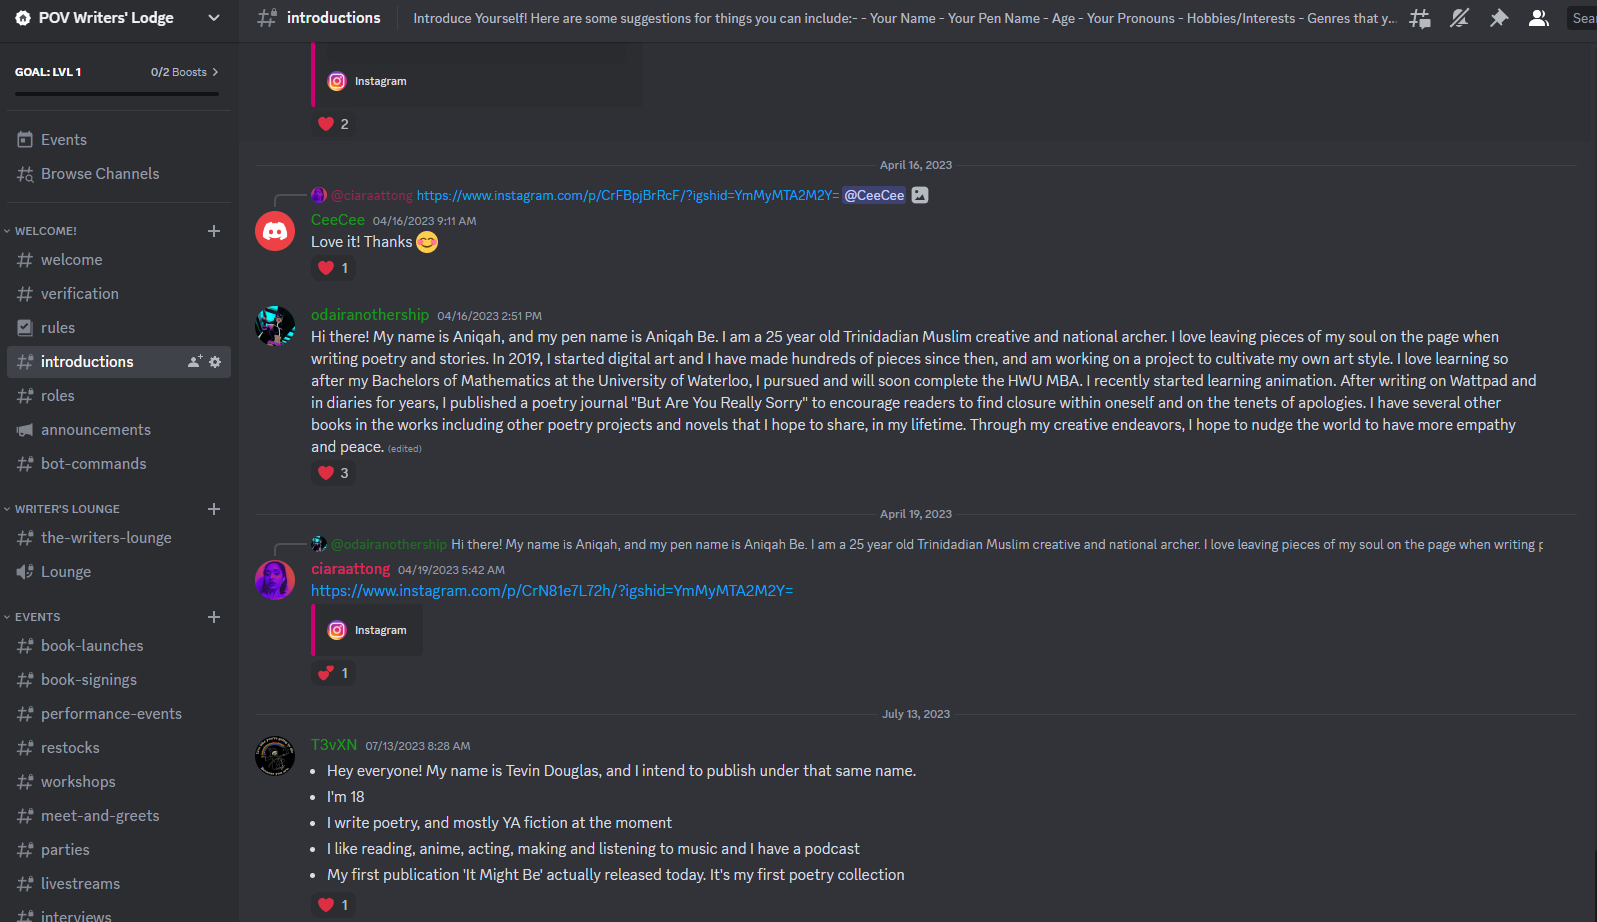 POV Writers' Lodge
GOAL: LVL 1
0/2 Boosts
Events
Browse Channels
WELCOME!
welcome
verification
rules
introductions
roles
announcements
bot-commands
WRITER'S LOUNGE
the-writers-lounge
Lounge
EVENTS
book-launches
book-signings
performance-events
restocks
workshops
meet-and-greets
parties
livestreams
interviews
introductions
Introduce Yourself! Here are some suggestions for things you can include:- - Your Name - Your Pen Name - Age - Your Pronouns - Hobbies/Interests - Genres that y...
Sea
Instagram
2
April 16, 2023
@ciaraattong https://www.instagram.com/p/CrFBpjBrRcF/?igshid=YmMyMTA2M2Y= @CeeCee
CeeCee 04/16/2023 9:11 AM
Love it! Thanks 😊
1
odairanothership 04/16/2023 2:51 PM
Hi there! My name is Aniqah, and my pen name is Aniqah Be. I am a 25 year old Trinidadian Muslim creative and national archer. I love leaving pieces of my soul on the page when
writing poetry and stories. In 2019, I started digital art and I have made hundreds of pieces since then, and am working on a project to cultivate my own art style. I love learning so
after my Bachelors of Mathematics at the University of Waterloo, I pursued and will soon complete the HWU MBA. I recently started learning animation. After writing on Wattpad and
in diaries for years, I published a poetry journal "But Are You Really Sorry" to encourage readers to find closure within oneself and on the tenets of apologies. I have several other
books in the works including other poetry projects and novels that I hope to share, in my lifetime. Through my creative endeavors, I hope to nudge the world to have more empathy
and peace. (edited)
3
April 19, 2023
@odairanothership Hi there! My name is Aniqah, and my pen name is Aniqah Be. I am a 25 year old Trinidadian Muslim creative and national archer. I love leaving pieces of my soul on the page when writing p
ciaraattong 04/19/2023 5:42 AM
https://www.instagram.com/p/CrN81e7L72h/?igshid=YmMyMTA2M2Y=
Instagram
1
July 13, 2023
T3vXN 07/13/2023 8:28 AM
• Hey everyone! My name is Tevin Douglas, and I intend to publish under that same name.
• I'm 18
• I write poetry, and mostly YA fiction at the moment
• I like reading, anime, acting, making and listening to music and I have a podcast
• My first publication 'It Might Be' actually released today. It's my first poetry collection
1